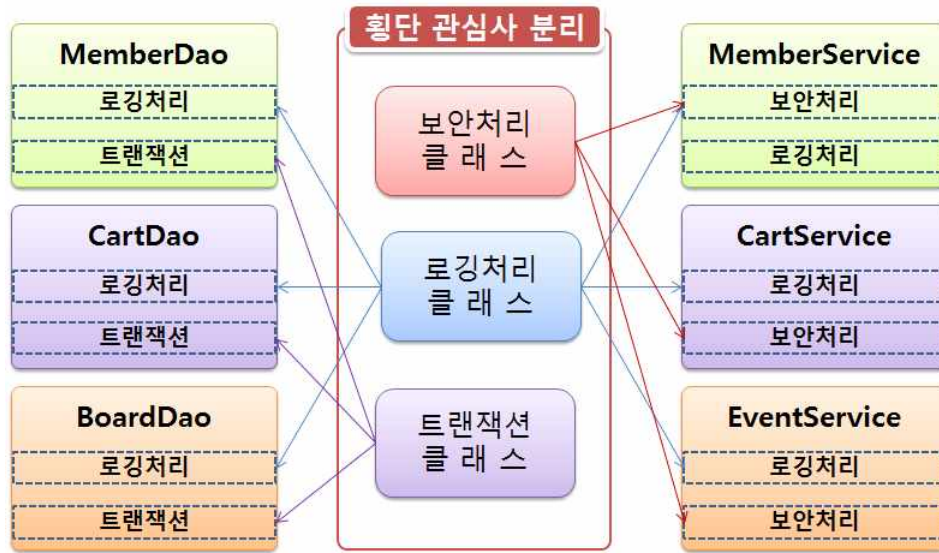 횡단 관심사 분리
MemberDao
로깅처리
트랜잭션
CartDao
로깅처리
트랜잭션
BoardDao
로깅처리
트랜잭션
보안처리
클 래 스
로깅처리
클 래 스
트랜잭션
클 래 스
MemberService
보안처리
로깅처리
CartService
로깅처리
보안처리
EventService
로깅처리
보안처리